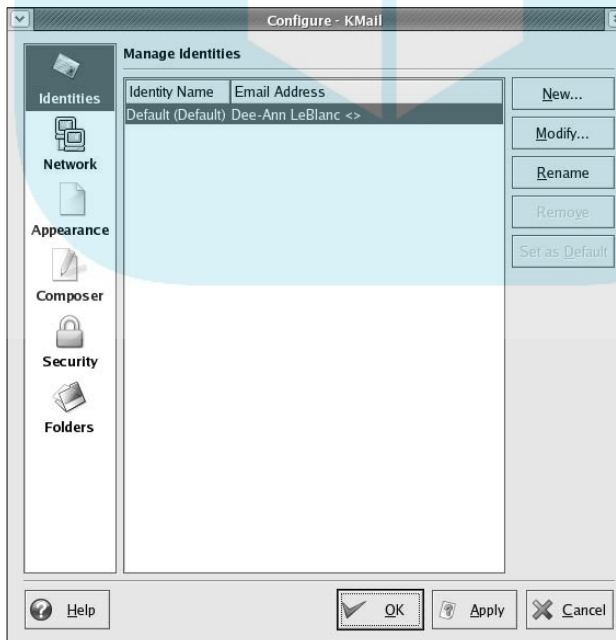 Configure - KMail
Identities
Network
Appearance
Composer
Security
Folders
Manage Identities
Identity Name Email Address
Default (Default) Dee-Ann LeBlanc <>
New...
Modify...
Rename
Remove
Set as Default
Help
OK
Apply
Cancel